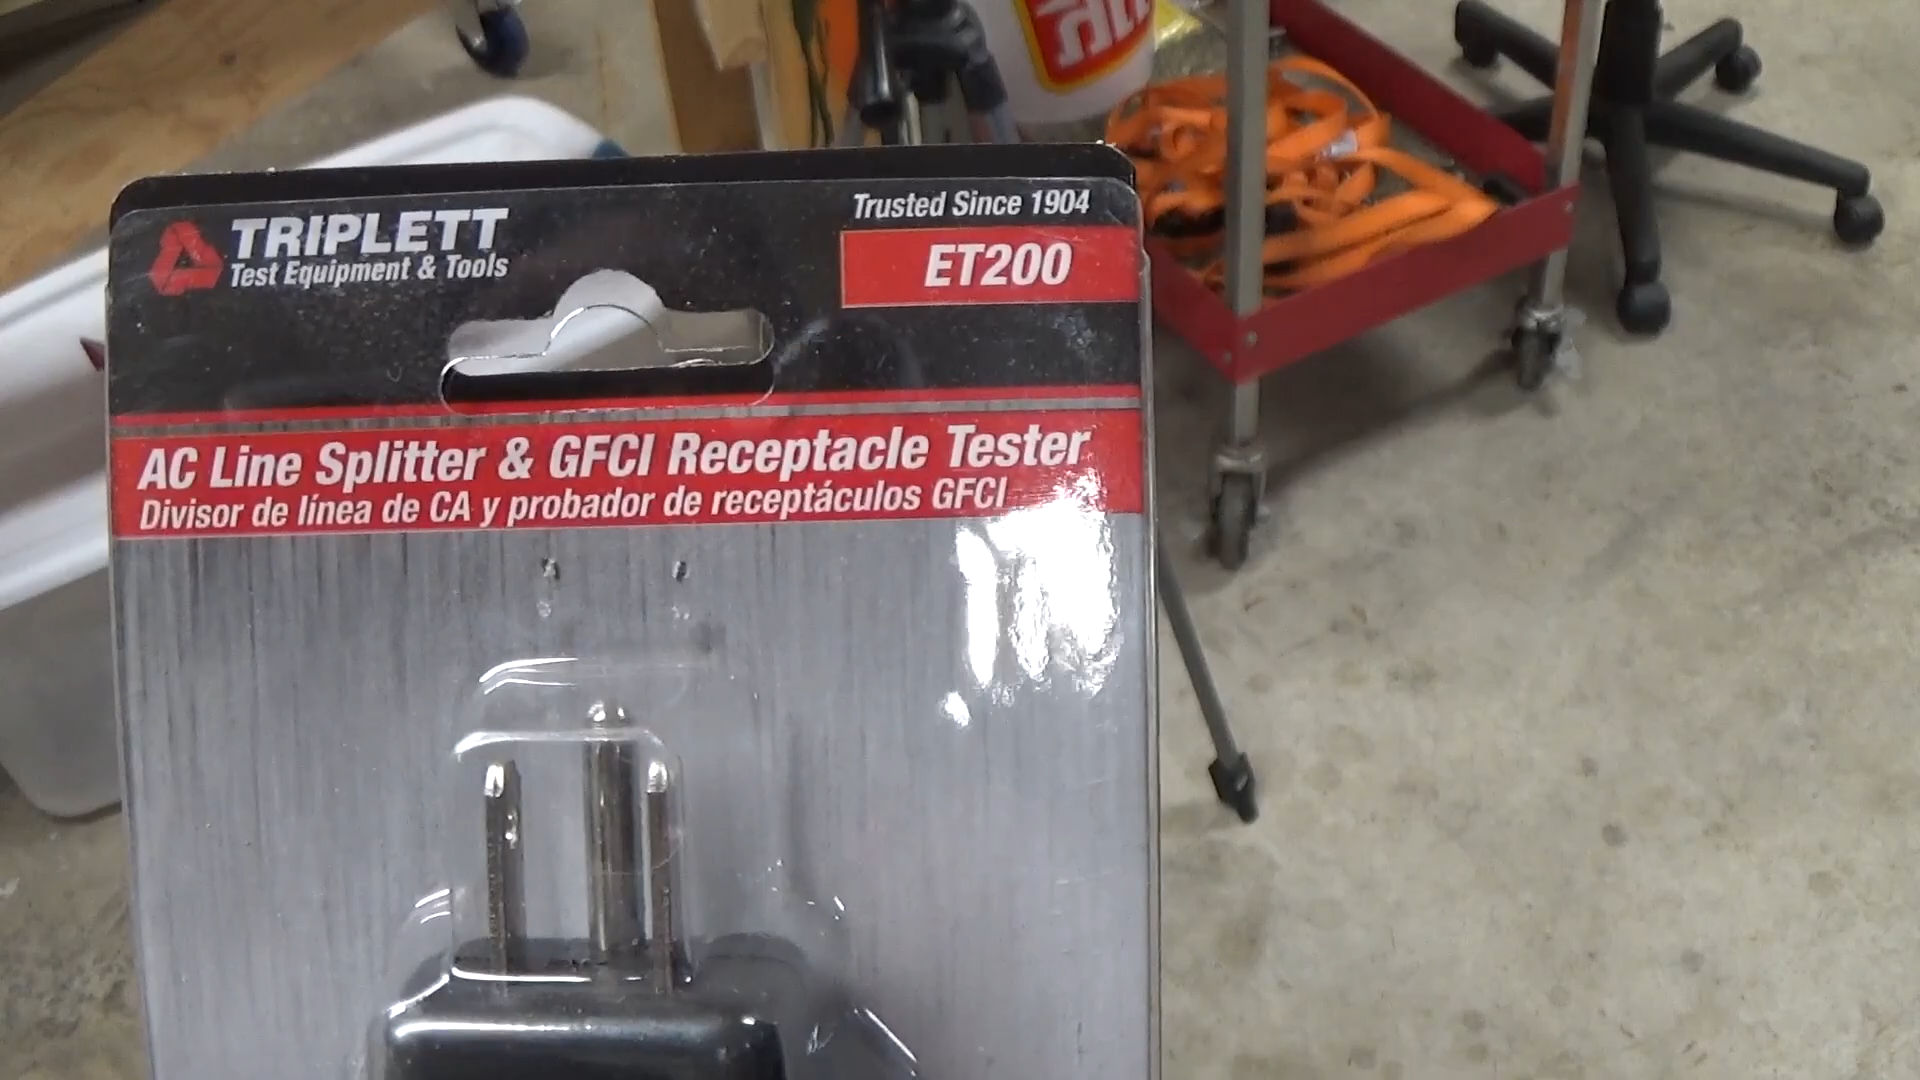 TRIPLETT
Test Equipment & Tools
Trusted Since 1904
ET200
AC Line Splitter & GFCI Receptacle Tester
Divisor de línea de CA y probador de receptáculos GFCI